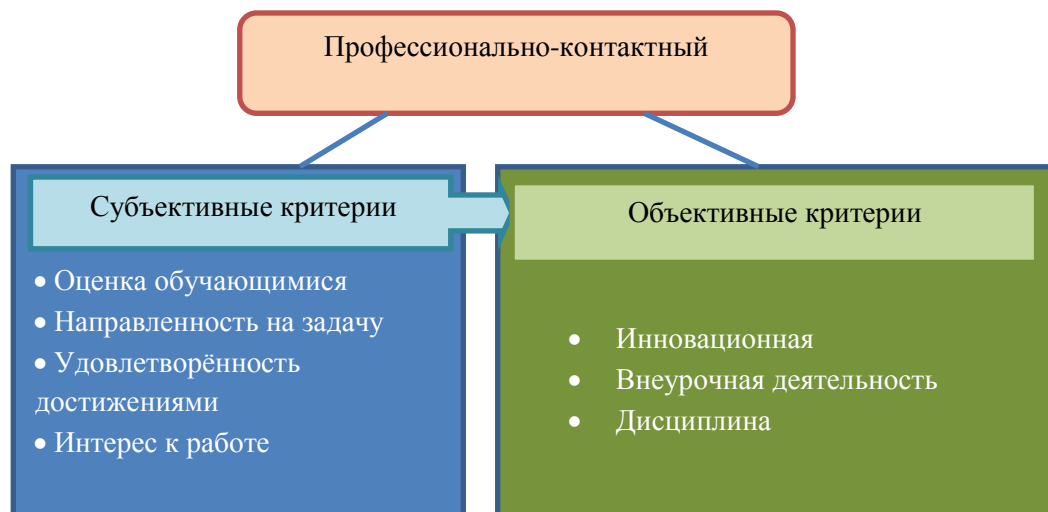 Профессионально-контактный
Субъективные критерии
• Оценка обучающимися
• Направленность на задачу
• Удовлетворённость
достижениями
• Интерес к работе
Объективные критерии
• Инновационная
• Внеурочная деятельность
• Дисциплина